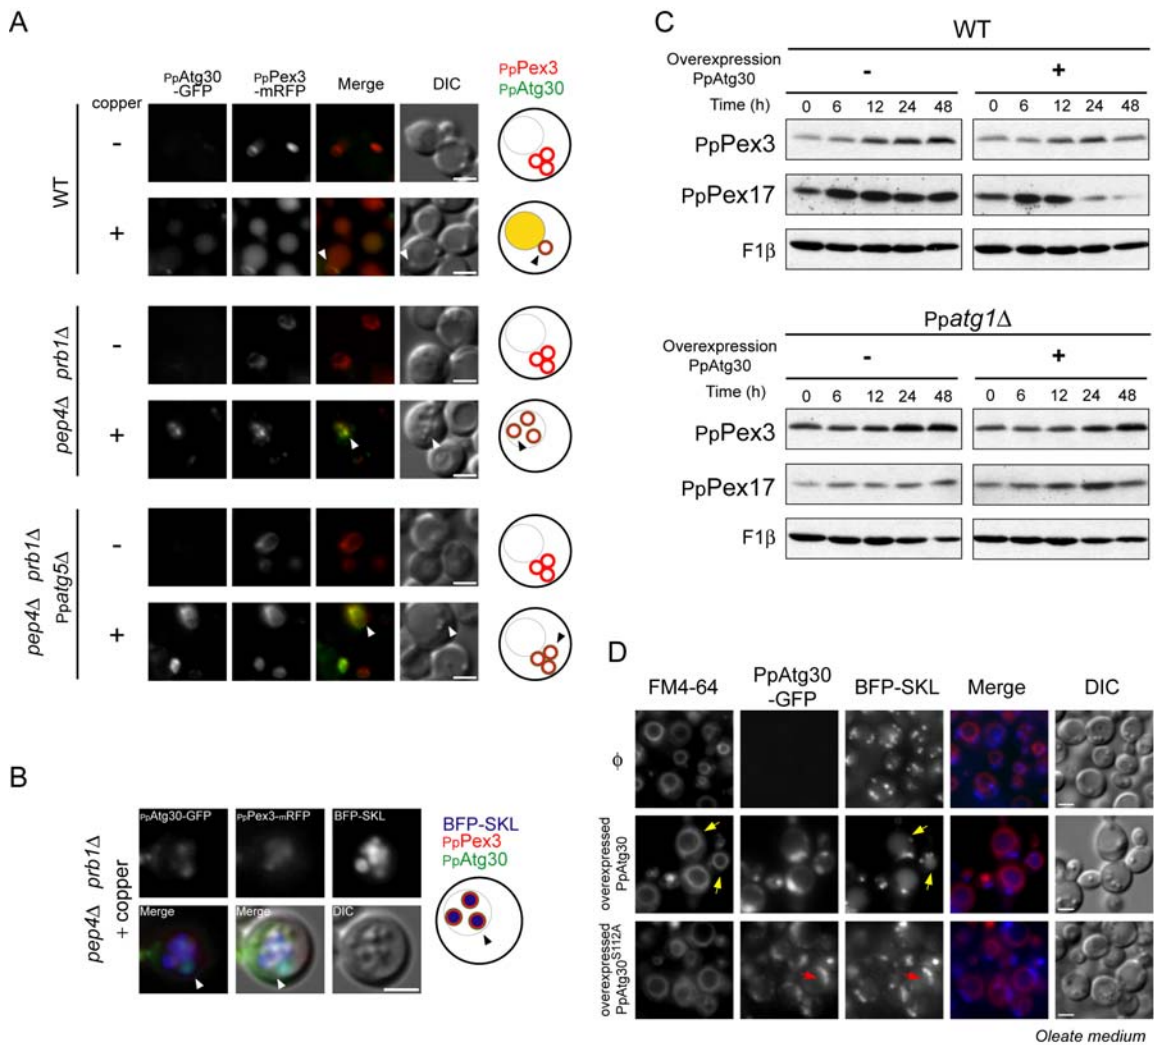 A
copper
PpAtg30
-GFP
PpPex3
-mRFP
Merge
DIC
PpPex3
PpAtg30
WT
-
+
pep4Δ prb1Δ
-
+
pep4Δ prb1Δ
Ppatg5Δ
-
+
B
pep4Δ prb1Δ
+ copper
PpAtg30-GFP
PpPex3-mRFP
BFP-SKL
Merge
Merge
DIC
BFP-SKL
PpPex3
PpAtg30
C
WT
Overexpression
PpAtg30
- +
Time (h) 0 6 12 24 48 0 6 12 24 48
PpPex3
PpPex17
F1β
Ppatg1Δ
Overexpression
PpAtg30
- +
Time (h) 0 6 12 24 48 0 6 12 24 48
PpPex3
PpPex17
F1β
D
FM4-64
PpAtg30
-GFP
BFP-SKL
Merge
DIC
ϕ
overexpressed
PpAtg30
overexpressed
PpAtg30S112A
Oleate medium